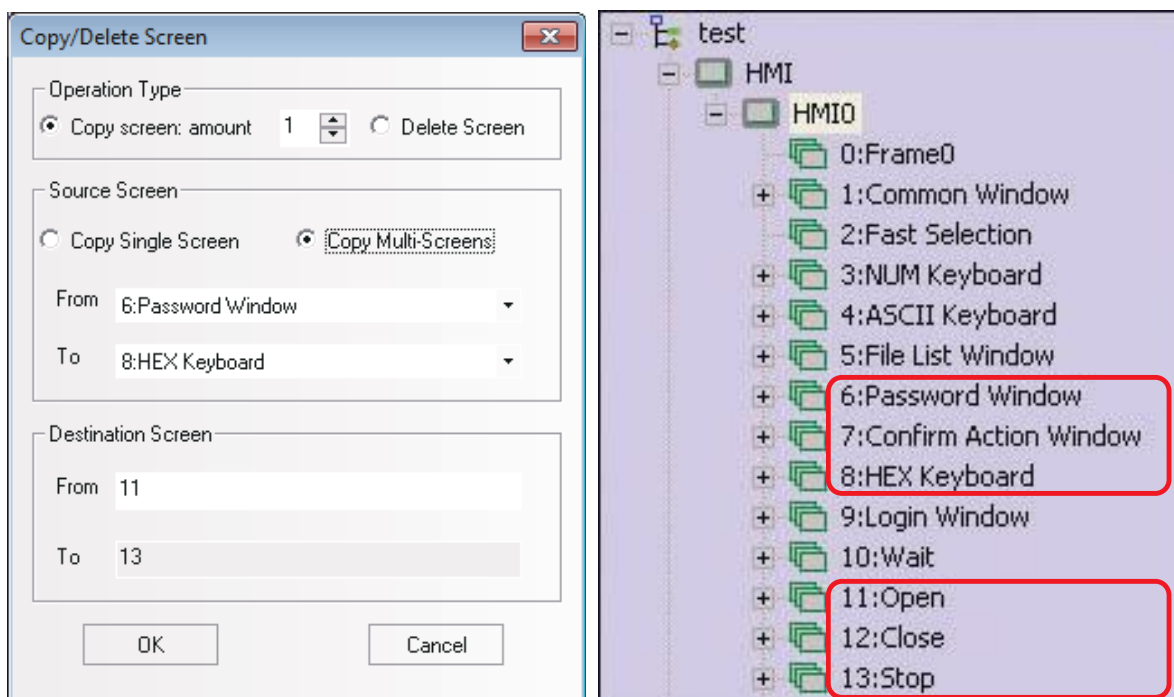 Copy/Delete Screen
Operation Type
Copy screen: amount 1 Delete Screen
Source Screen
Copy Single Screen Copy Multi-Screens
From 6:Password Window
To 8:HEX Keyboard
Destination Screen
From 11
To 13
OK Cancel
test
HMI
HMI0
0:Frame0
1:Common Window
2:Fast Selection
3:NUM Keyboard
4:ASCII Keyboard
5:File List Window
6:Password Window
7:Confirm Action Window
8:HEX Keyboard
9:Login Window
10:Wait
11:Open
12:Close
13:Stop